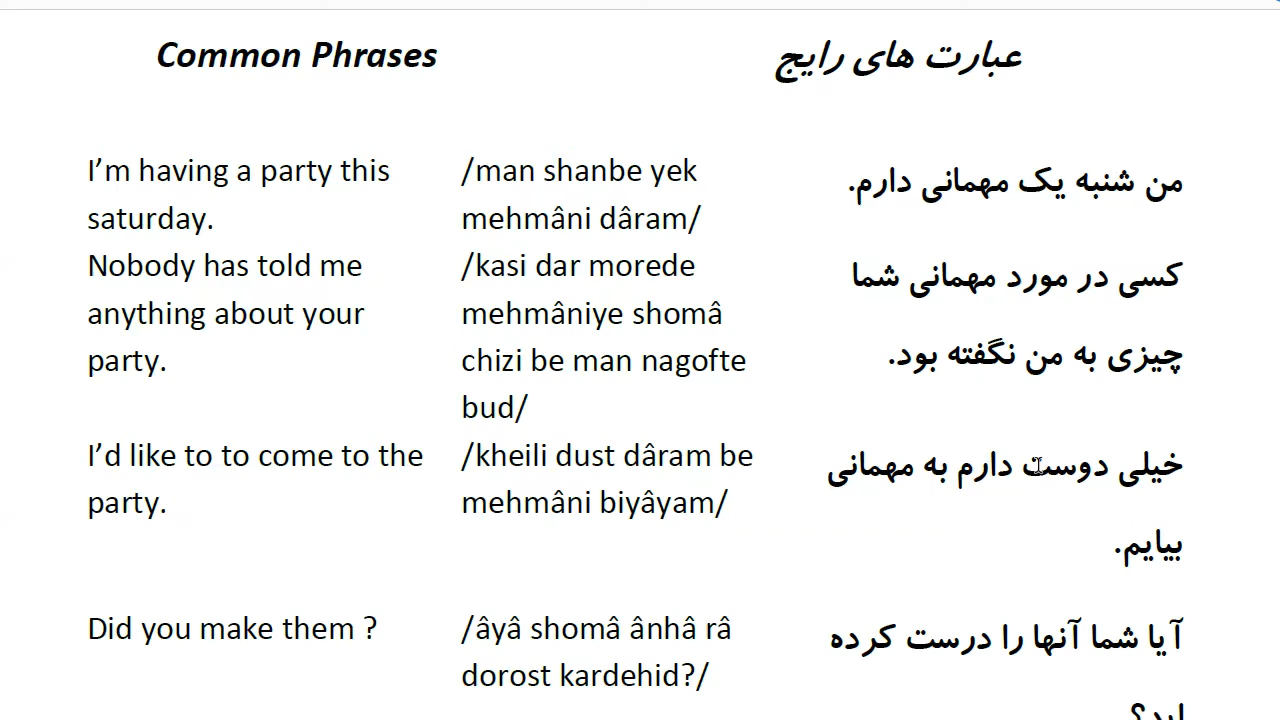 Common Phrases
عبارت های رایج
I’m having a party this
saturday.
/man shanbe yek
mehmâni dâram/
من شنبه یک مهمانی دارم.
Nobody has told me
anything about your
party.
/kasi dar morede
mehmâniye shomâ
chizi be man nagofte
bud/
کسی در مورد مهمانی شما
چیزی به من نگفته بود.
I’d like to to come to the
party.
/kheili dust dâram be
mehmâni biyâyam/
خیلی دوست دارم به مهمانی
بیایم.
Did you make them ?
/âyâ shomâ ânhâ râ
dorost kardehid?/
آیا شما آنها را درست کرده
اید؟